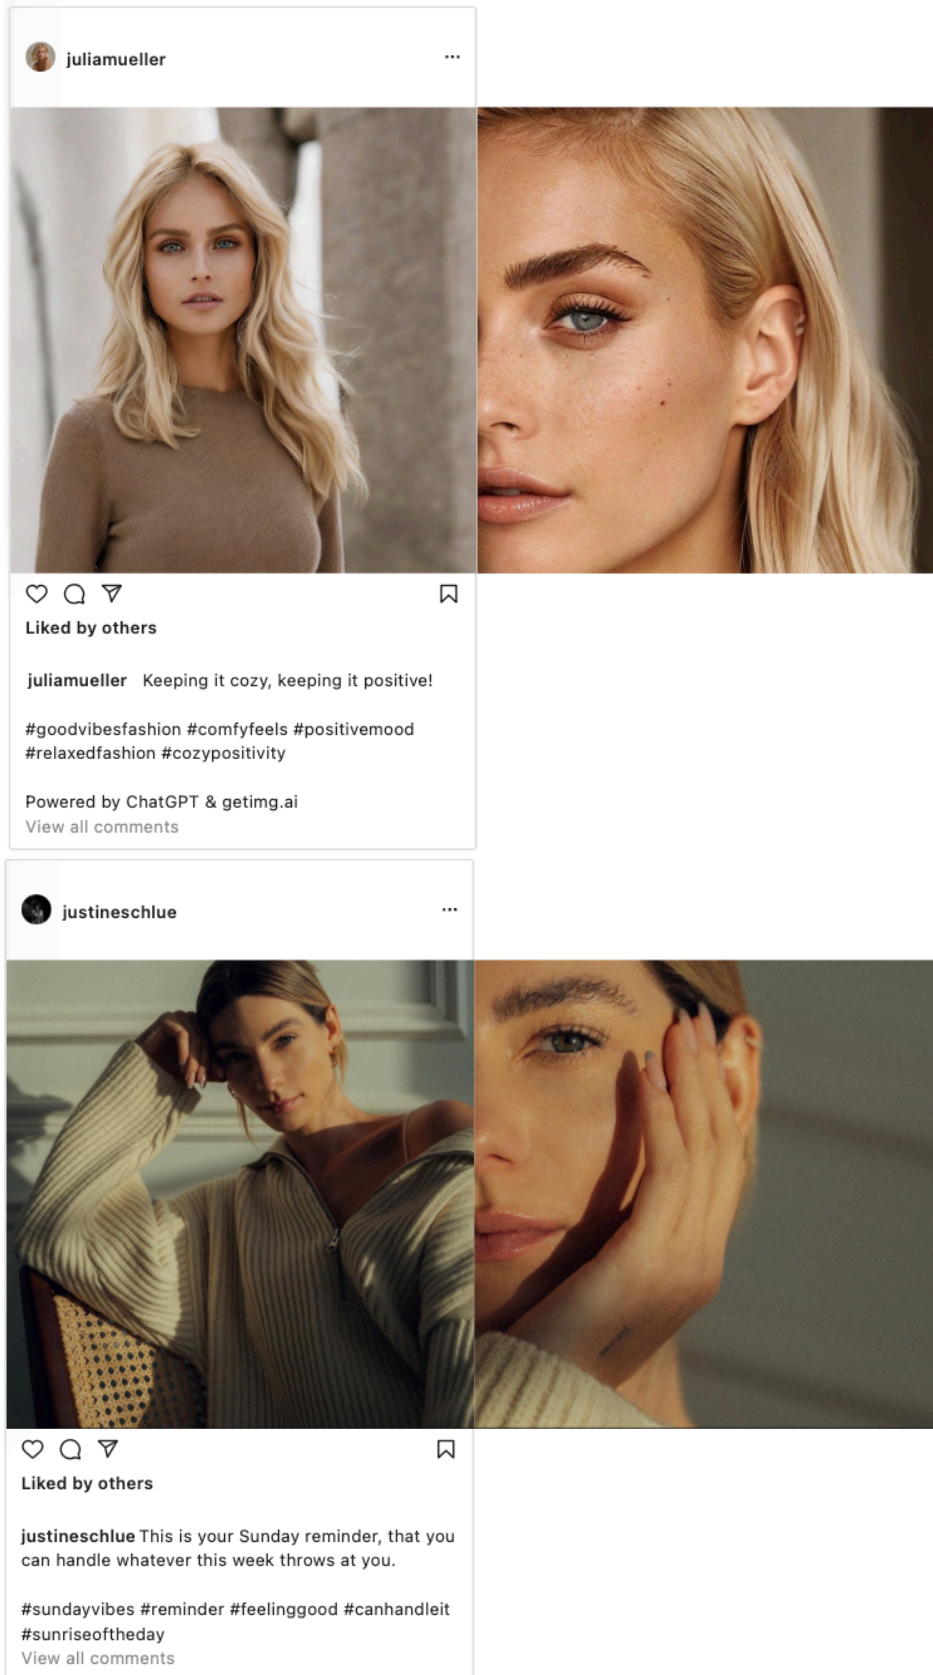 juliamueller
Liked by others
juliamueller Keeping it cozy, keeping it positive!
#goodvibesfashion #comfyfeels #positivemood
#relaxedfashion #cozypositivity
Powered by ChatGPT & getimg.ai
View all comments
justineschlue
Liked by others
justineschlue This is your Sunday reminder, that you
can handle whatever this week throws at you.
#sundayvibes #reminder #feelinggood #canhandleit
#sunriseoftheday
View all comments